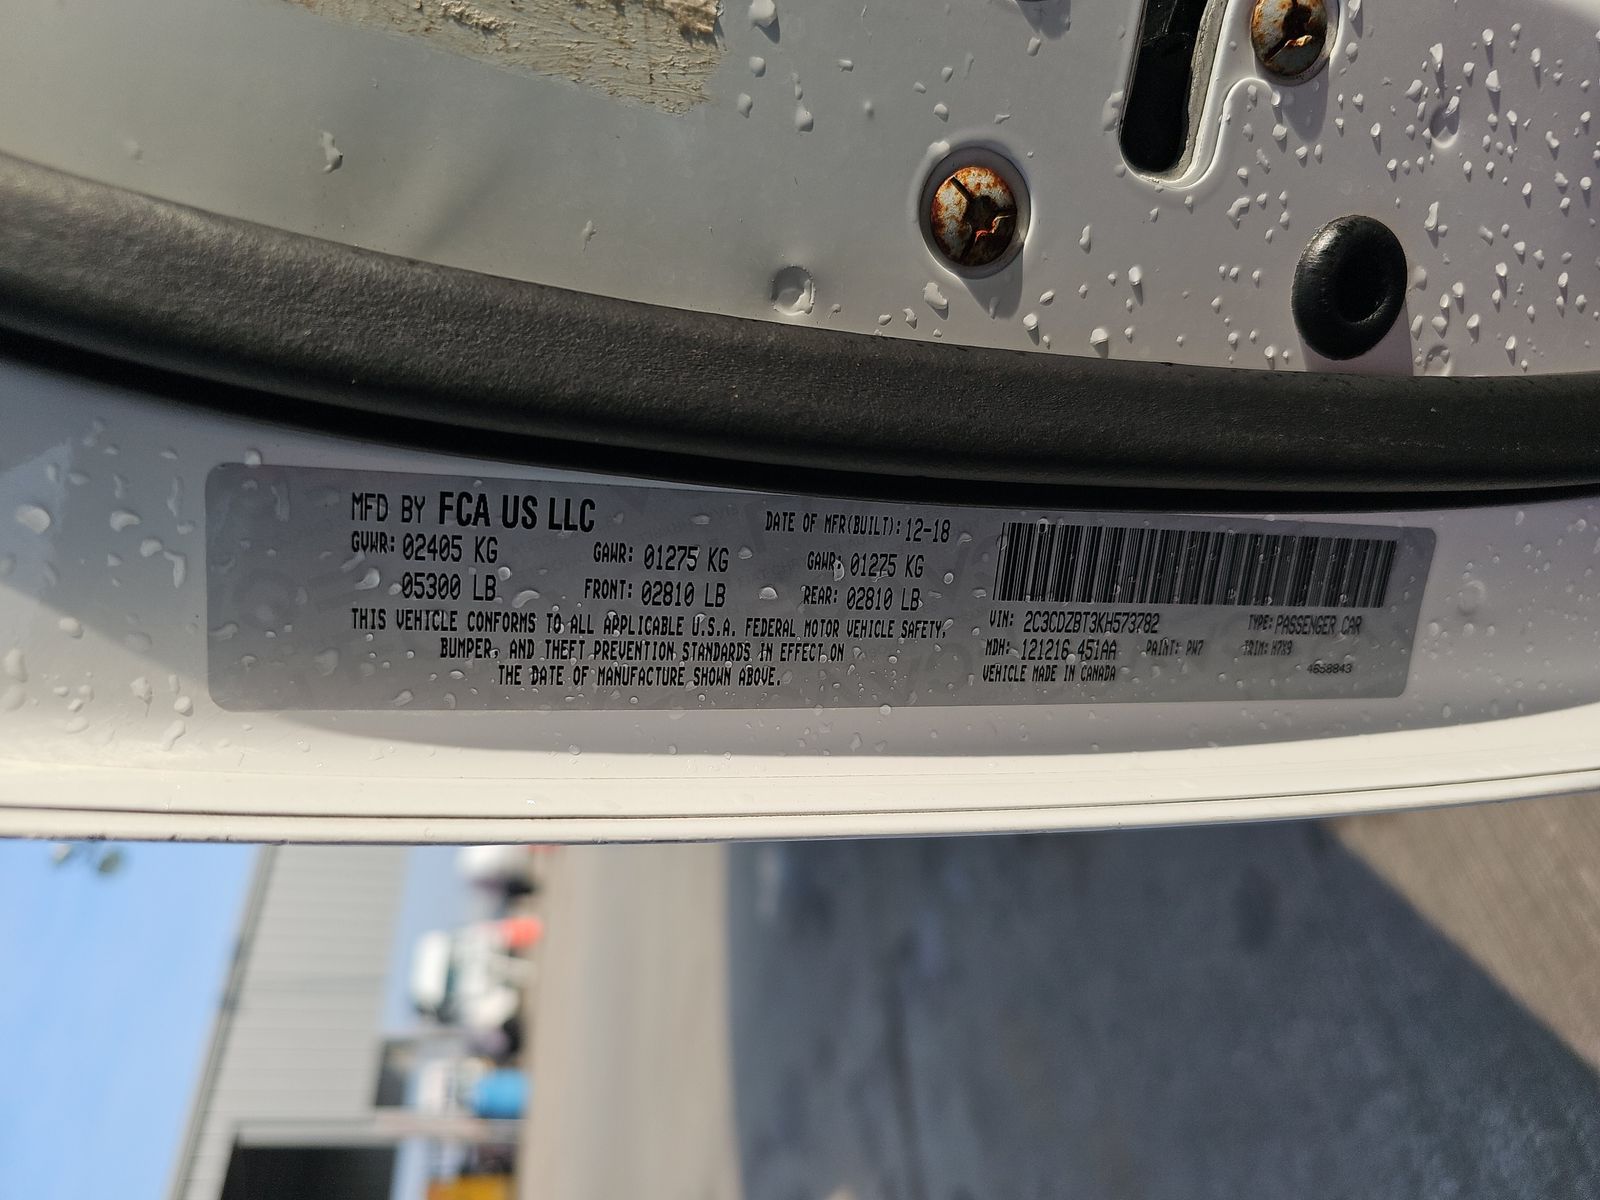 MFD BY FCA US LLC
DATE OF MFR(BUILT): 12-18
GVWR: 02405 KG
05300 LB
GAWR: 01275 KG
FRONT: 02810 LB
GAWR: 01275 KG
REAR: 02810 LB
THIS VEHICLE CONFORMS TO ALL APPLICABLE U.S.A. FEDERAL MOTOR VEHICLE SAFETY,
BUMPER, AND THEFT PREVENTION STANDARDS IN EFFECT ON
THE DATE OF MANUFACTURE SHOWN ABOVE.
VIN: 2C3CDZBT3KH573782 TYPE: PASSENGER CAR
MDH: 121216 451AA PAINT: PW7 TRIM: H7X9
VEHICLE MADE IN CANADA 4658843